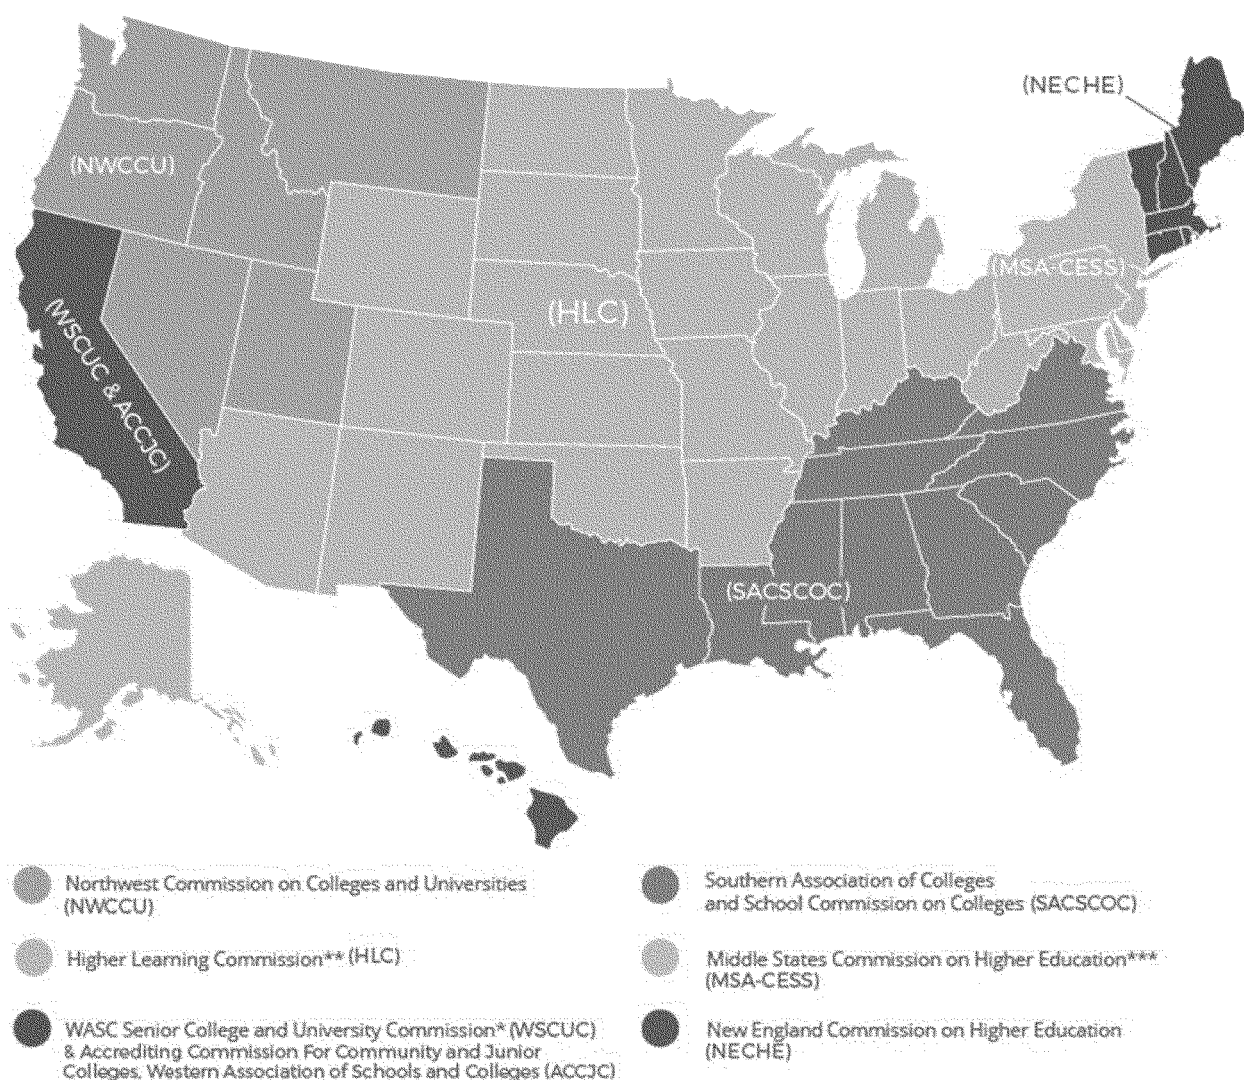 (NECHE)
(NWCCU)
(MSA-CESS)
(HLC)
(WSCUC & ACCJC)
(SACSCOC)
Northwest Commission on Colleges and Universities
(NWCCU)
Higher Learning Commission** (HLC)
WASC Senior College and University Commission* (WSCUC)
& Accrediting Commission For Community and Junior
Colleges, Western Association of Schools and Colleges (ACCJC)
Southern Association of Colleges
and School Commission on Colleges (SACSCOC)
Middle States Commission on Higher Education***
(MSA-CESS)
New England Commission on Higher Education
(NECHE)